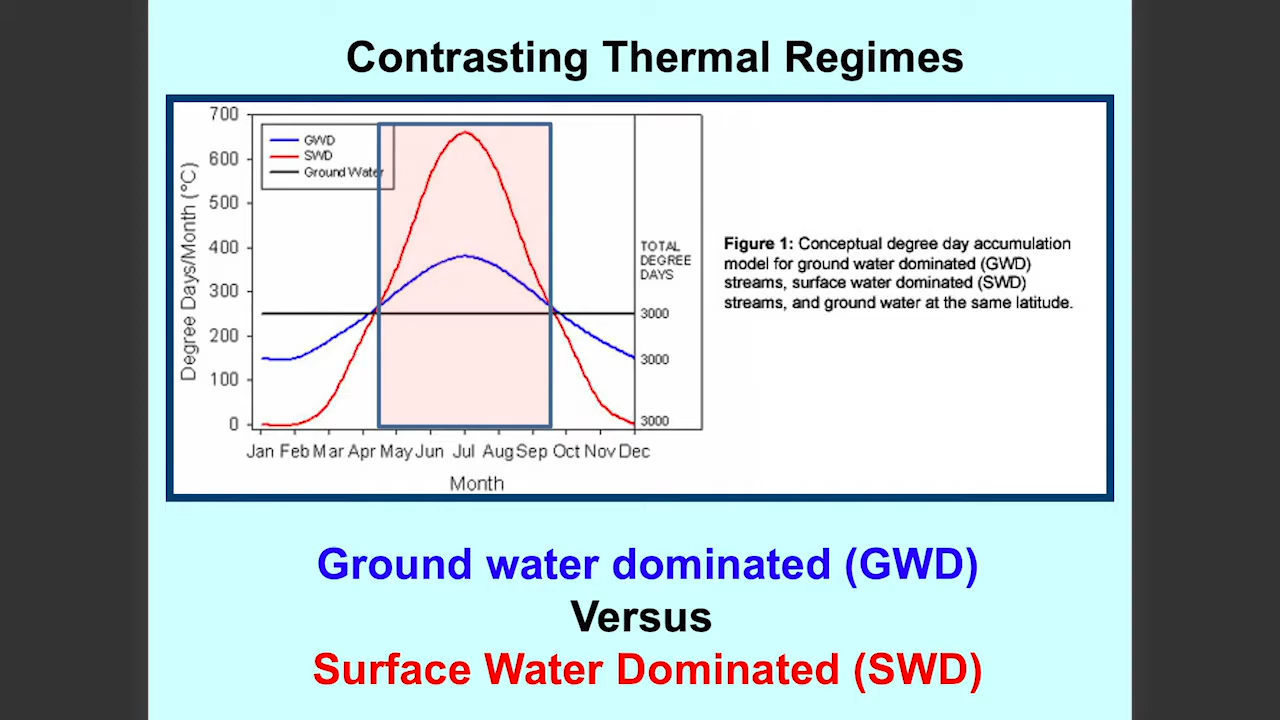 Contrasting Thermal Regimes
700
600
500
400
300
200
100
0
Degree Days/Month (°C)
GWD
SWD
Ground Water
TOTAL
DEGREE
DAYS
3000
3000
3000
Jan Feb Mar Apr May Jun Jul Aug Sep Oct Nov Dec
Month
Figure 1: Conceptual degree day accumulation
model for ground water dominated (GWD)
streams, surface water dominated (SWD)
streams, and ground water at the same latitude.
Ground water dominated (GWD)
Versus
Surface Water Dominated (SWD)